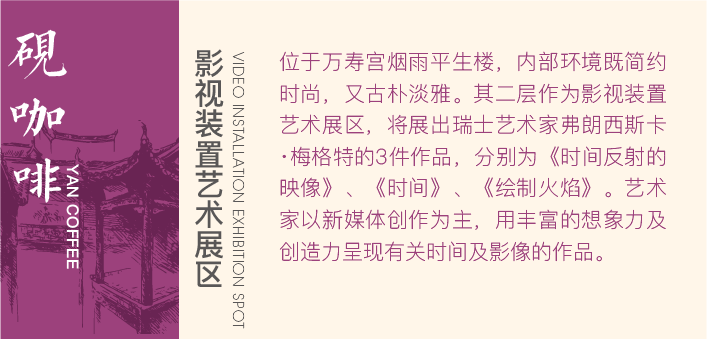 砚咖啡
YAN COFFEE
影视装置艺术展区
VIDEO INSTALLATION EXHIBITION SPOT
位于万寿宫烟雨平生楼，内部环境既简约
时尚，又古朴淡雅。其二层作为影视装置
艺术展区，将展出瑞士艺术家弗朗西斯卡
·梅格特的3件作品，分别为《时间反射的
映像》、《时间》、《绘制火焰》。艺术
家以新媒体创作为主，用丰富的想象力及
创造力呈现有关时间及影像的作品。